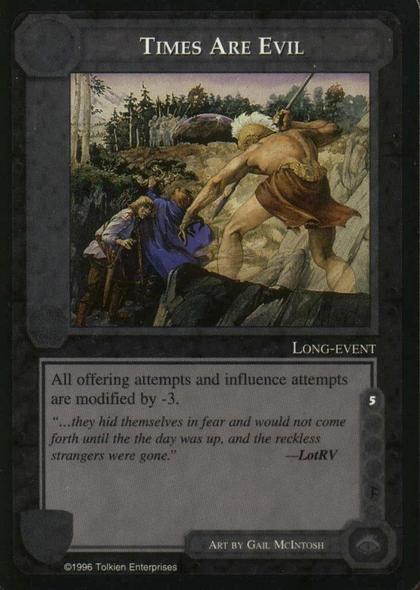 TIMES ARE EVIL
LONG-EVENT
All offering attempts and influence attempts
are modified by -3.
5
"...they hid themselves in fear and would not come
forth until the the day was up, and the reckless
strangers were gone." —LotRV
F
ART BY GAIL MCINTOSH
©1996 Tolkien Enterprises